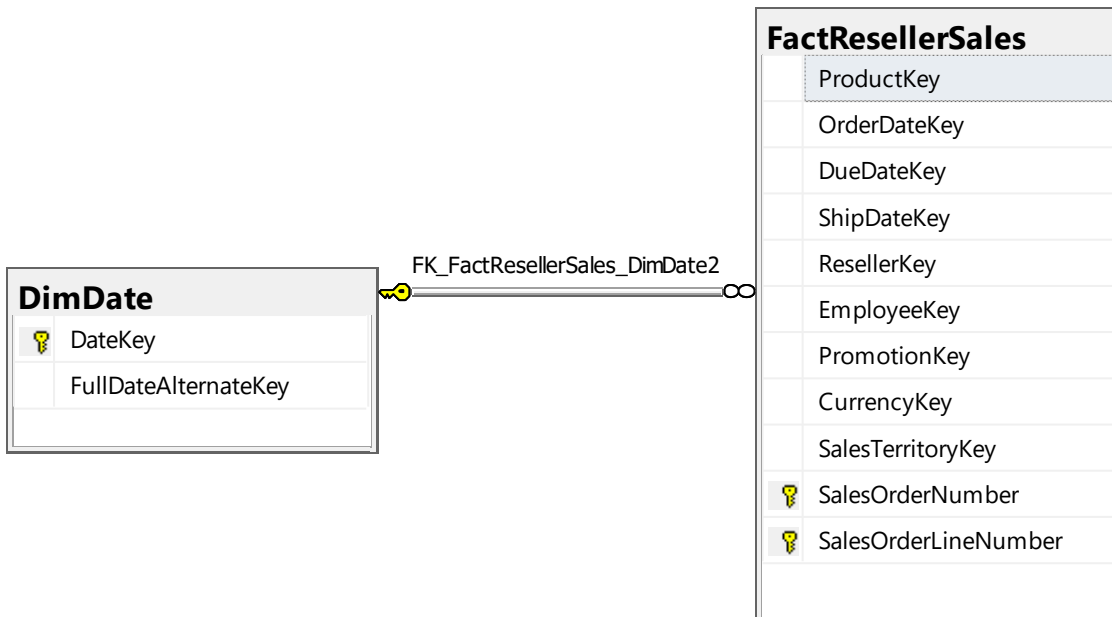 FactResellerSales
ProductKey
OrderDateKey
DueDateKey
ShipDateKey
ResellerKey
EmployeeKey
PromotionKey
CurrencyKey
SalesTerritoryKey
SalesOrderNumber
SalesOrderLineNumber
FK_FactResellerSales_DimDate2
DimDate
DateKey
FullDateAlternateKey